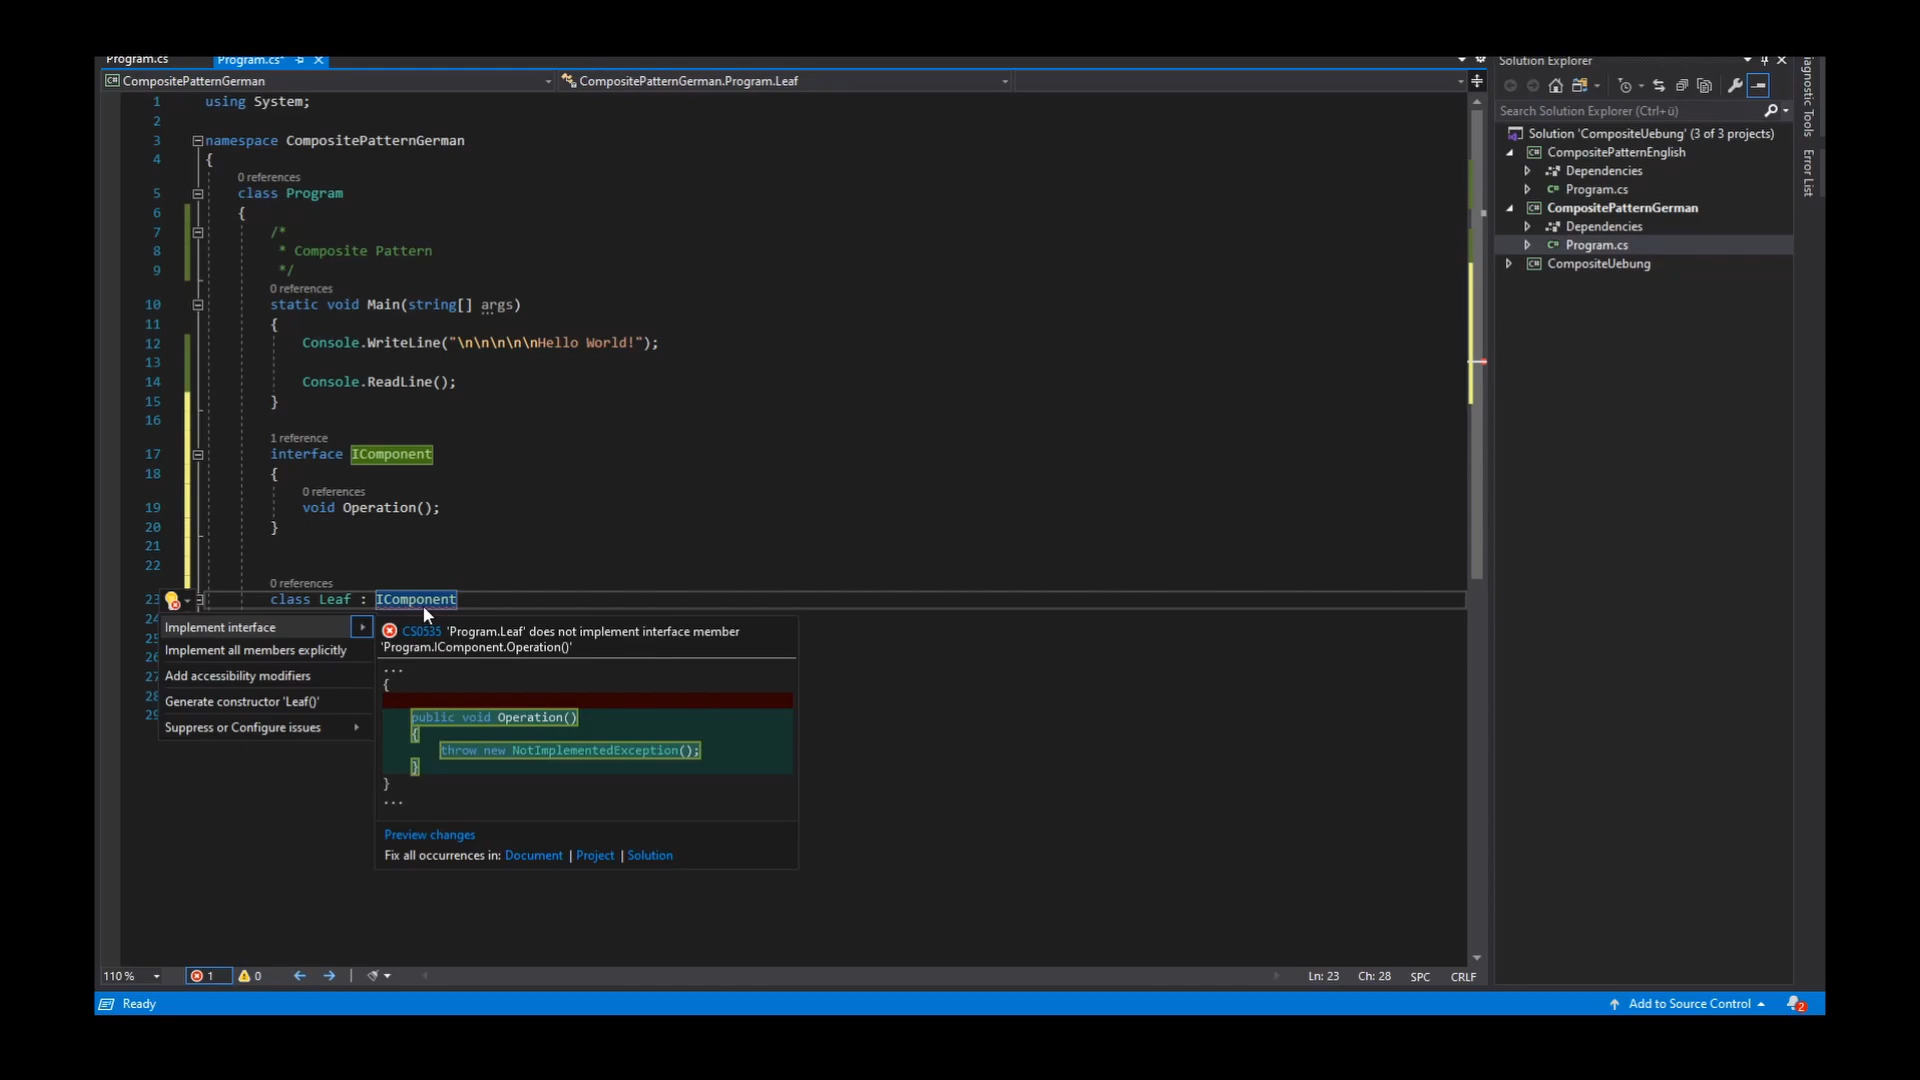 Program.cs
Program.cs*
CompositePatternGerman
CompositePatternGerman.Program.Leaf
1 using System;
2
3 namespace CompositePatternGerman
4 {
0 references
5 class Program
6 {
7 /*
8 * Composite Pattern
9 */
0 references
10 static void Main(string[] args)
11 {
12 Console.WriteLine("\n\n\n\n\nHello World!");
13
14 Console.ReadLine();
15 }
16
1 reference
17 interface IComponent
18 {
0 references
19 void Operation();
20 }
21
22
0 references
23 class Leaf : IComponent
Implement interface
Implement all members explicitly
Add accessibility modifiers
Generate constructor 'Leaf()'
Suppress or Configure issues
CS0535 'Program.Leaf' does not implement interface member
'Program.IComponent.Operation()'
...
{
public void Operation()
{
throw new NotImplementedException();
}
}
...
Preview changes
Fix all occurrences in: Document | Project | Solution
110 %
1
0
Ln: 23
Ch: 28
SPC
CRLF
Ready
Add to Source Control
2
Solution Explorer
Search Solution Explorer (Ctrl+ü)
Solution 'CompositeUebung' (3 of 3 projects)
CompositePatternEnglish
Dependencies
Program.cs
CompositePatternGerman
Dependencies
Program.cs
CompositeUebung
Tools
Error List